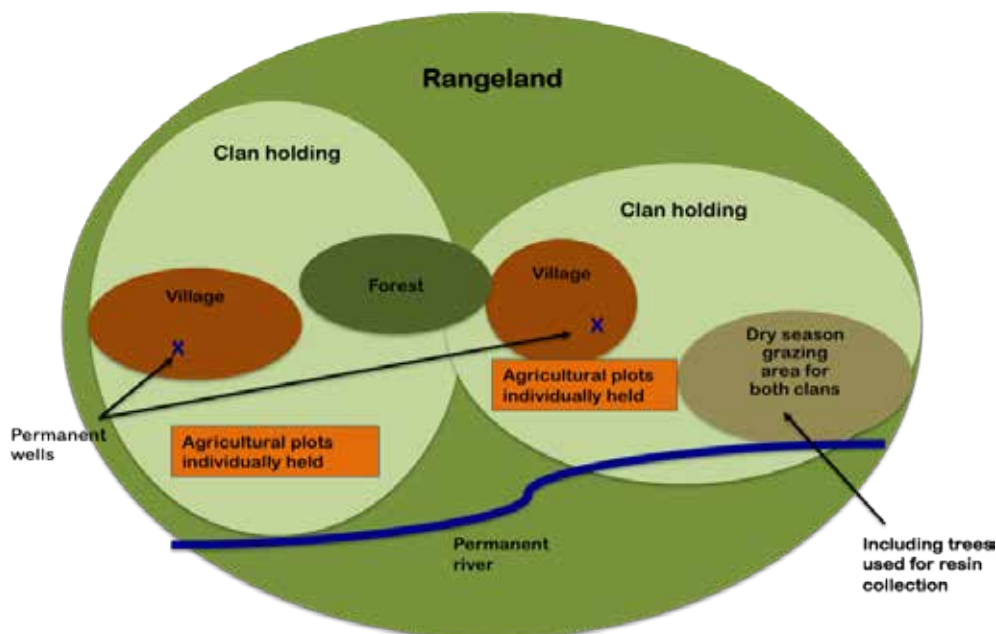 Rangeland
Clan holding
Clan holding
Village
Forest
Village
X
X
Dry season
grazing
area for
both clans
Agricultural plots
individually held
Permanent
wells
Agricultural plots
individually held
Permanent
river
Including trees
used for resin
collection